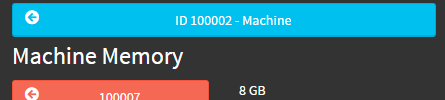 ID 100002 - Machine
Machine Memory
100007
8 GB